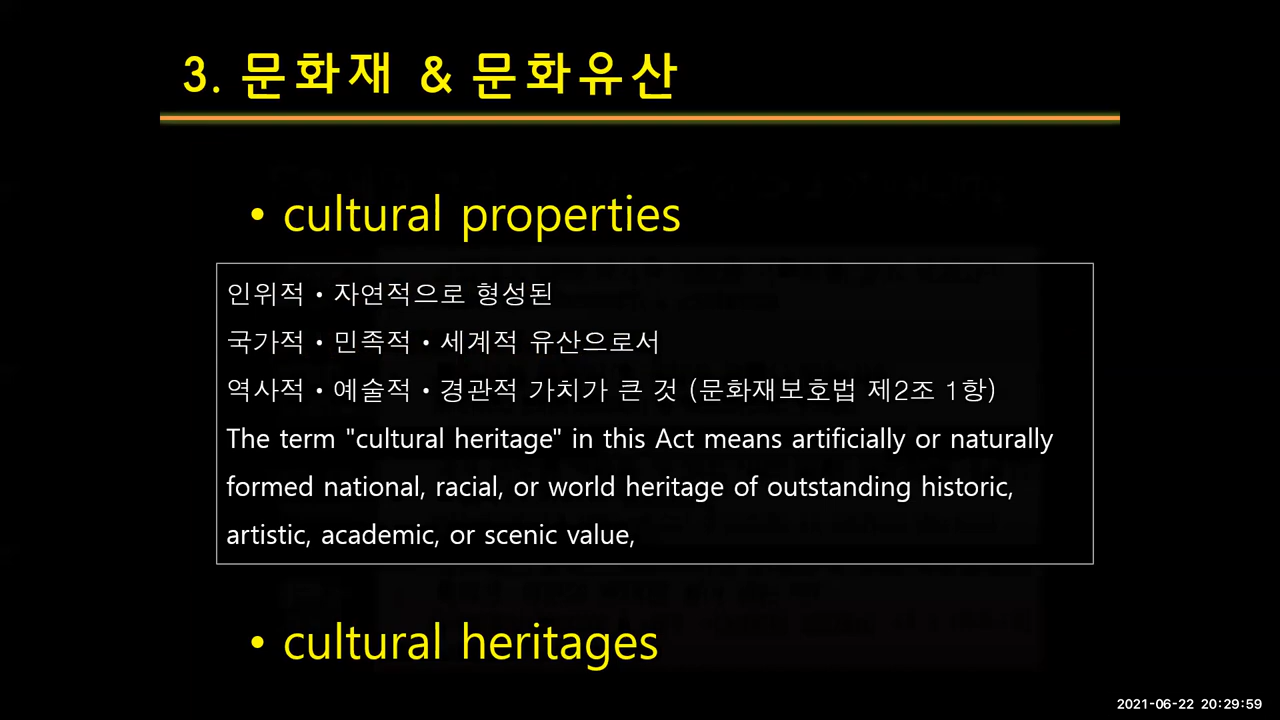 3. 문화재 & 문화유산
• cultural properties
인위적 • 자연적으로 형성된
국가적 • 민족적 • 세계적 유산으로서
역사적 • 예술적 • 경관적 가치가 큰 것 (문화재보호법 제2조 1항)
The term "cultural heritage" in this Act means artificially or naturally
formed national, racial, or world heritage of outstanding historic,
artistic, academic, or scenic value,
• cultural heritages
2021-06-22 20:29:59